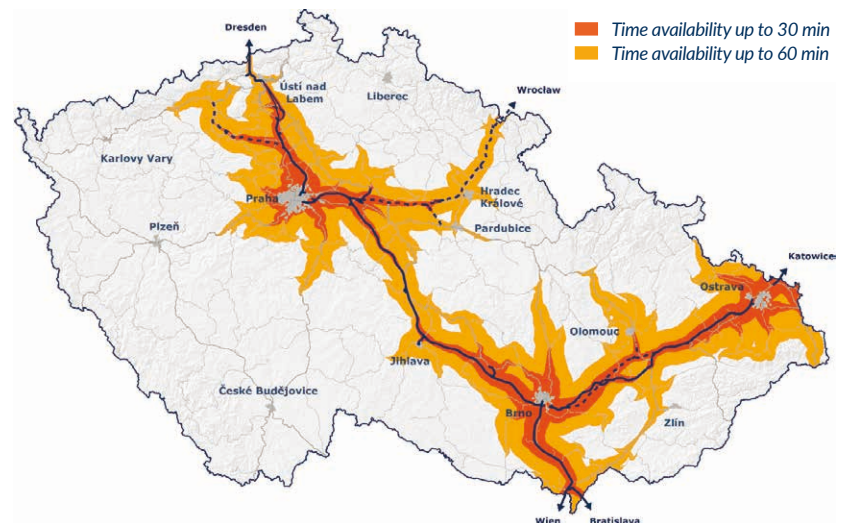 Time availability up to 30 min
Time availability up to 60 min
Dresden
Ústí nad
Labem
Liberec
Wrocław
Karlovy Vary
Praha
Hradec
Králové
Plzeň
Pardubice
Katowice
Ostrava
Olomouc
Jihlava
České Budějovice
Brno
Zlín
Wien
Bratislava